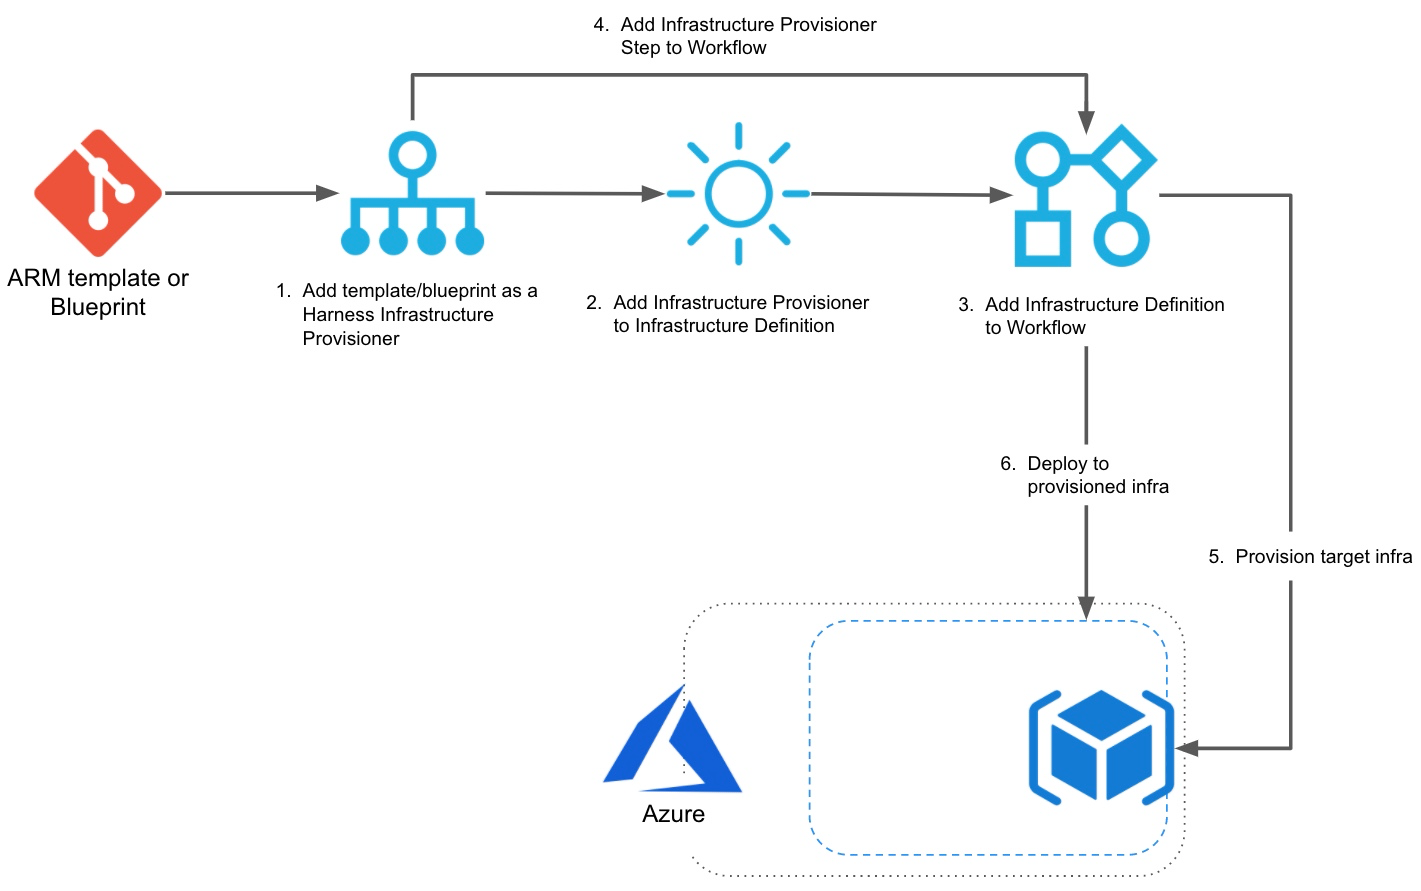 4. Add Infrastructure Provisioner
Step to Workflow
ARM template or
Blueprint
1. Add template/blueprint as a
Harness Infrastructure
Provisioner
2. Add Infrastructure Provisioner
to Infrastructure Definition
3. Add Infrastructure Definition
to Workflow
6. Deploy to
provisioned infra
5. Provision target infra
Azure